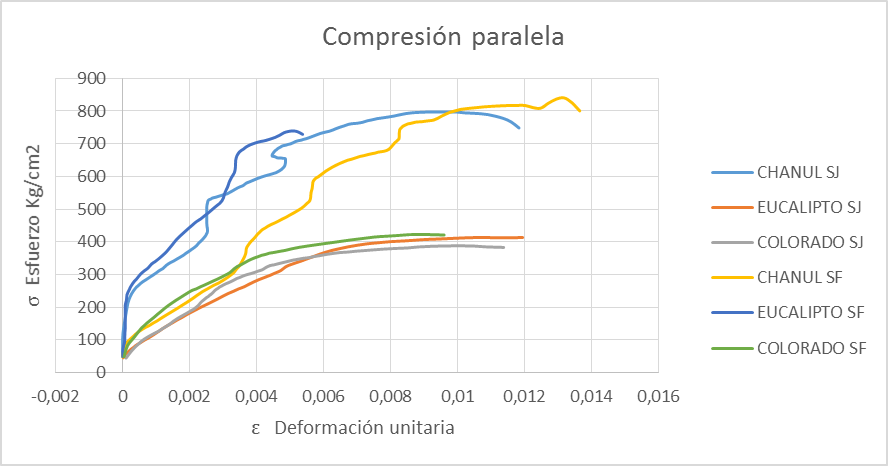 Compresión paralela
900
800
700
600
500
400
300
200
100
0
σ Esfuerzo Kg/cm2
-0,002 0 0,002 0,004 0,006 0,008 0,01 0,012 0,014 0,016
ε Deformación unitaria
CHANUL SJ
EUCALIPTO SJ
COLORADO SJ
CHANUL SF
EUCALIPTO SF
COLORADO SF